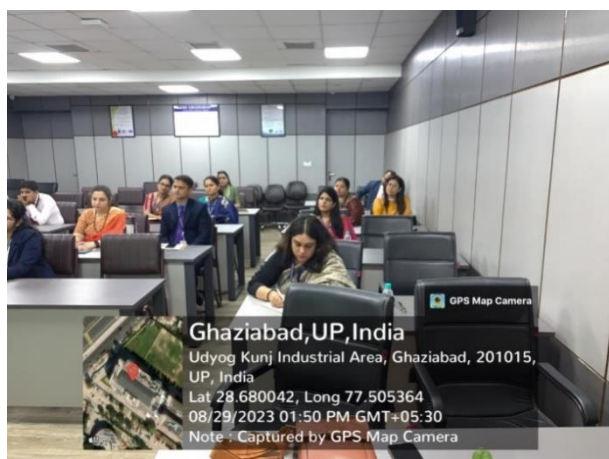 GPS Map Camera
Ghaziabad,UP,India
Udyog Kunj Industrial Area, Ghaziabad, 201015,
UP, India
Lat 28.680042, Long 77.505364
08/29/2023 01:50 PM GMT+05:30
Note : Captured by GPS Map Camera